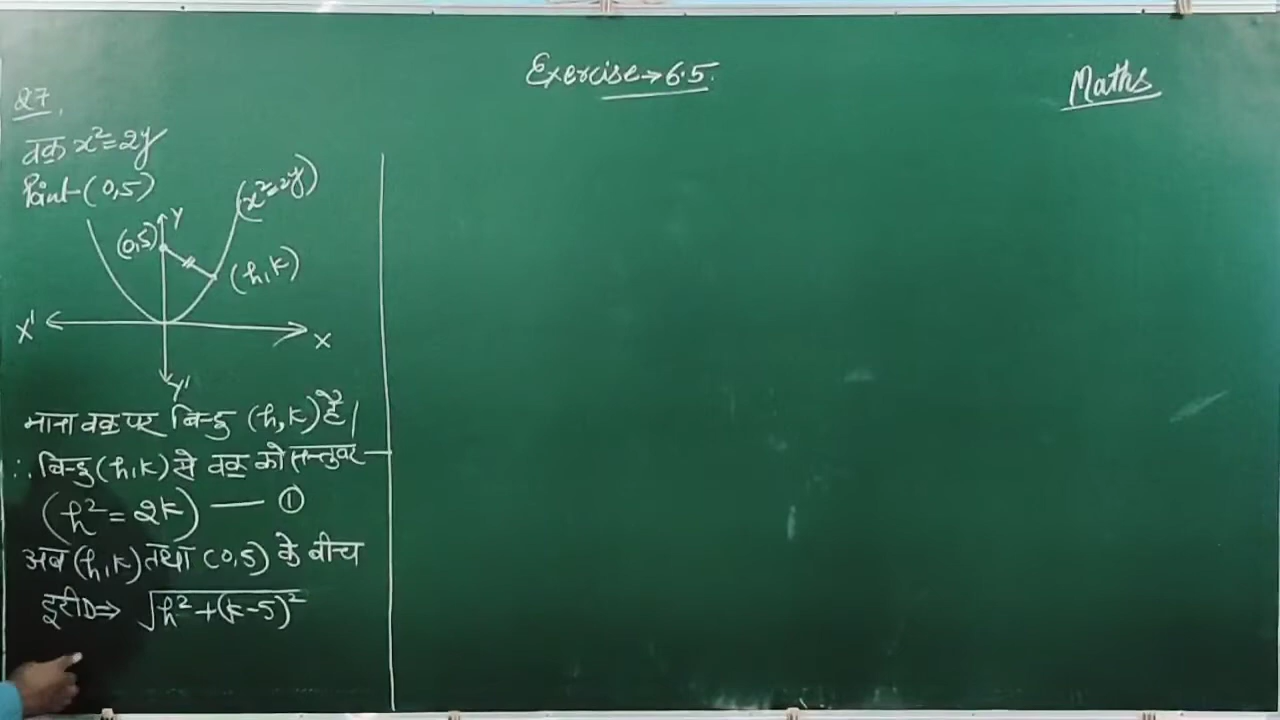 Exercise→6.5.
Maths
Q7.
वक्र x²=2y
Point(0,5)
(x²=2y)
Y
(0,5)
(h,k)
X'
X
Y'
माना वक्र पर बिन्दु (h,k) है।
∴ बिन्दु (h,k) से वक्र को सन्तुष्ट —
(h² = 2k) — ①
अब (h,k) तथा (0,5) के बीच
दूरी D⇒ √h²+(k-5)²